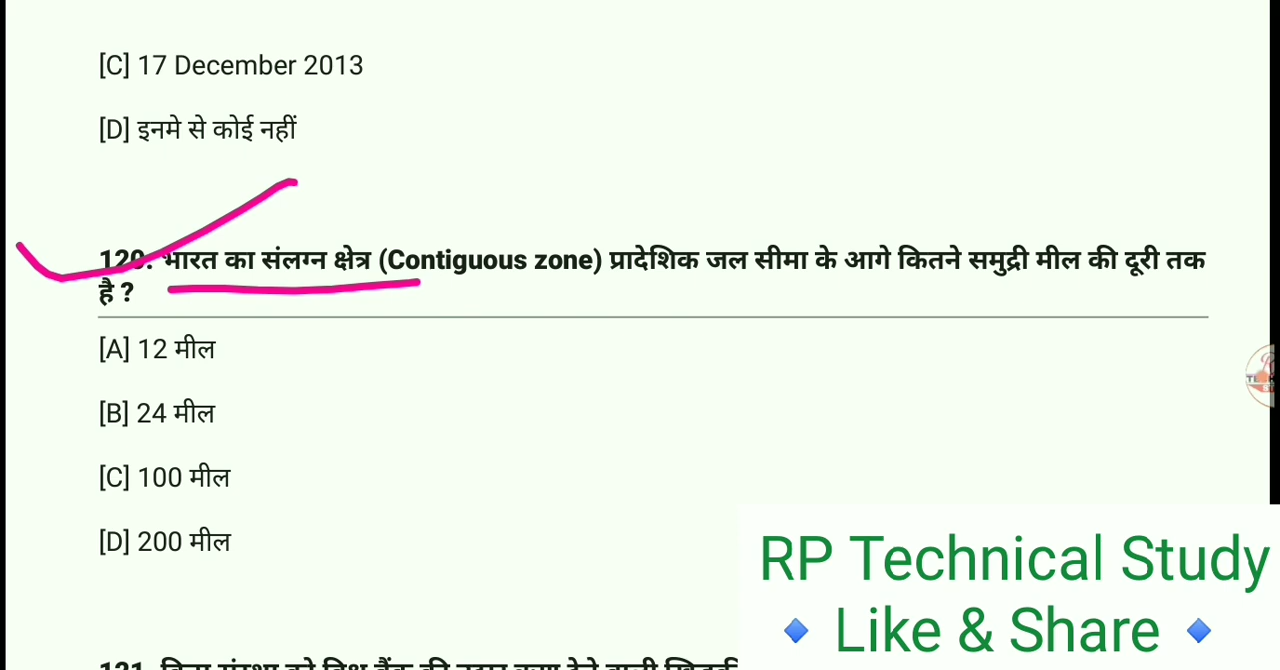 [C] 17 December 2013
[D] इनमे से कोई नहीं
120. भारत का संलग्न क्षेत्र (Contiguous zone) प्रादेशिक जल सीमा के आगे कितने समुद्री मील की दूरी तक
है ?
[A] 12 मील
[B] 24 मील
[C] 100 मील
[D] 200 मील
RP Technical Study
🔹 Like & Share 🔹
121. किस संस्था को विश्व बैंक की